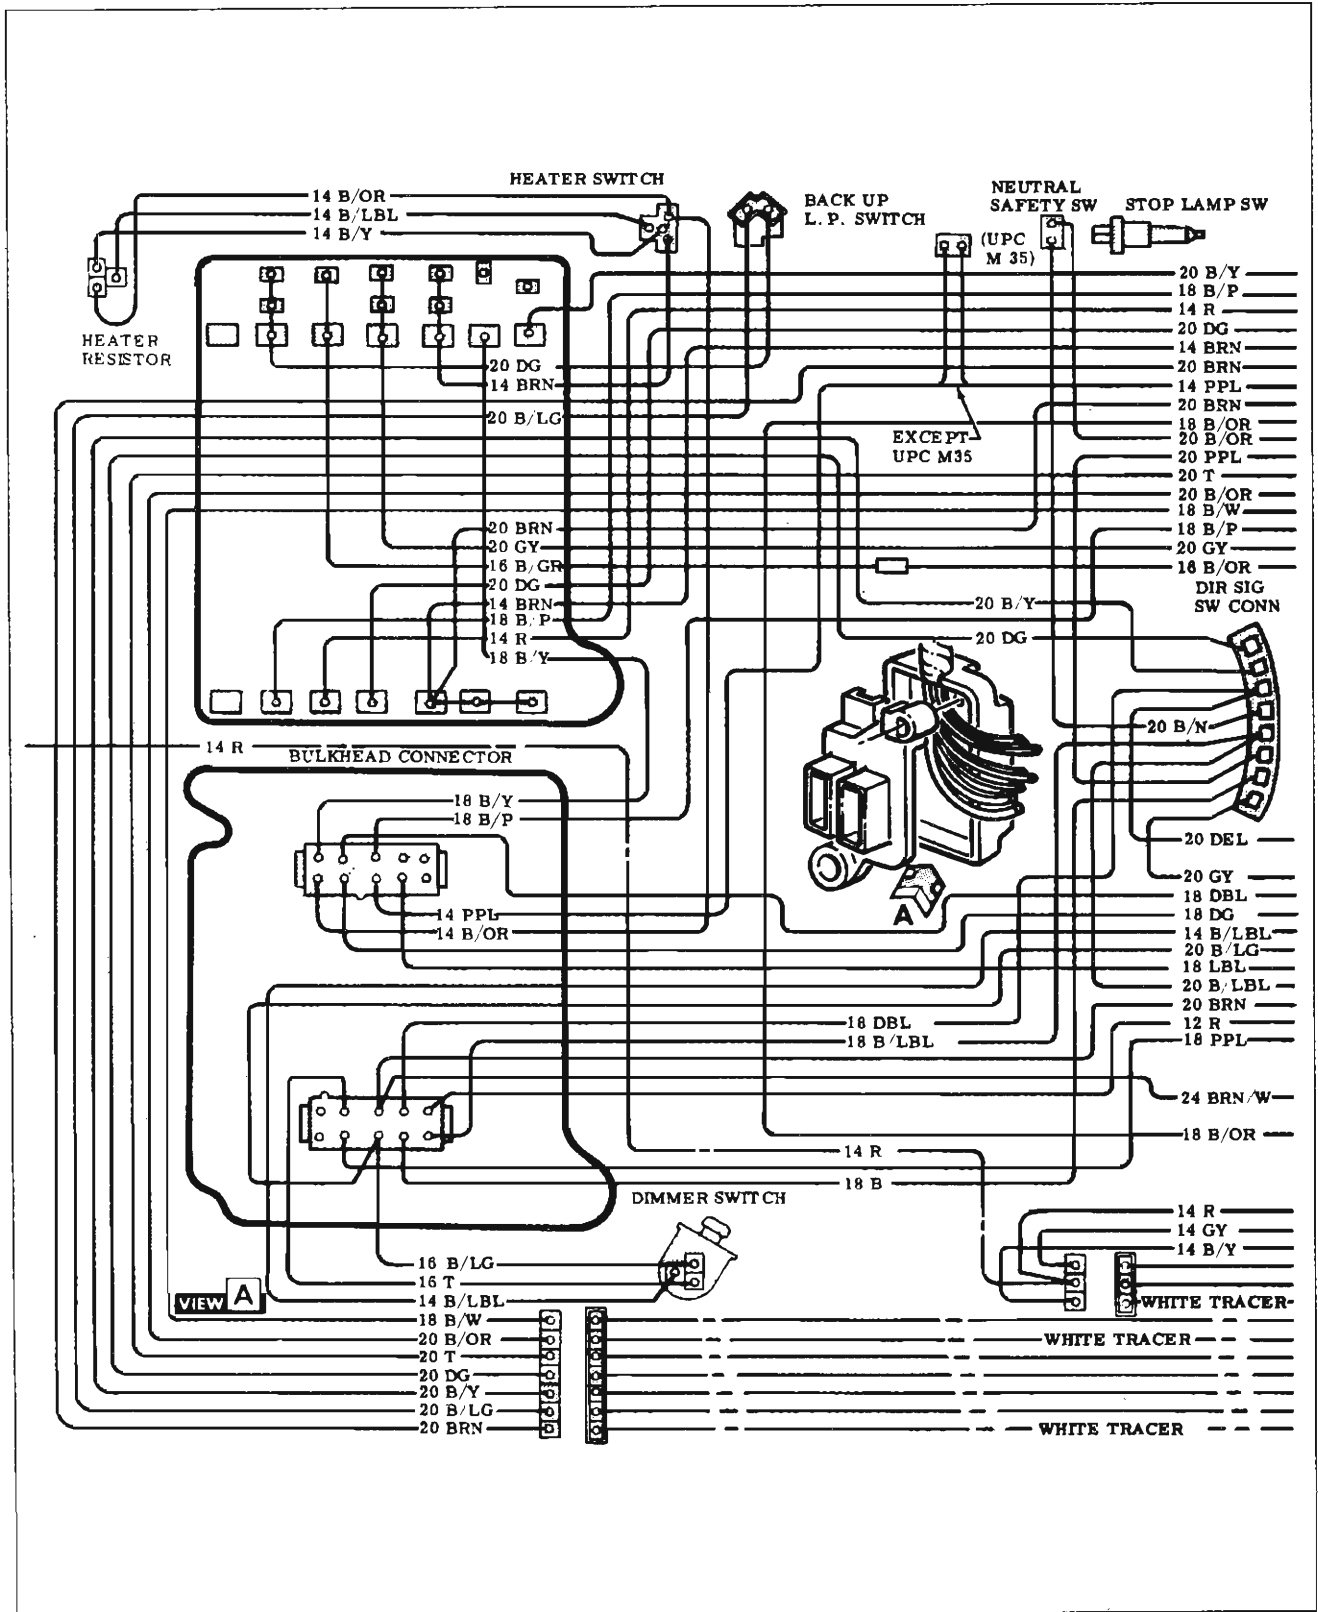 HEATER SWITCH
14 B/OR
14 B/LBL
14 B/Y
HEATER
RESISTOR
BACK UP
L. P. SWITCH
NEUTRAL
SAFETY SW
STOP LAMP SW
(UPC
M 35)
20 B/Y
18 B/P
14 R
20 DG
14 BRN
20 BRN
14 PPL
20 BRN
18 B/OR
20 B/OR
20 PPL
20 T
20 B/OR
18 B/W
18 B/P
20 GY
16 B/OR
DIR SIG
SW CONN
20 DG
14 BRN
20 B/LG
EXCEPT
UPC M35
20 BRN
20 GY
16 B/GR
20 DG
14 BRN
18 B/P
14 R
18 B/Y
20 B/Y
20 DG
20 B/N
14 R
BULKHEAD CONNECTOR
18 B/Y
18 B/P
14 PPL
14 B/OR
A
20 DEL
20 GY
18 DBL
18 DG
14 B/LBL
20 B/LG
18 LBL
20 B/LBL
20 BRN
12 R
18 PPL
18 DBL
18 B/LBL
24 BRN/W
18 B/OR
14 R
18 B
DIMMER SWITCH
14 R
14 GY
14 B/Y
16 B/LG
16 T
14 B/LBL
VIEW A
WHITE TRACER
18 B/W
20 B/OR
WHITE TRACER
20 T
20 DG
20 B/Y
20 B/LG
20 BRN
WHITE TRACER